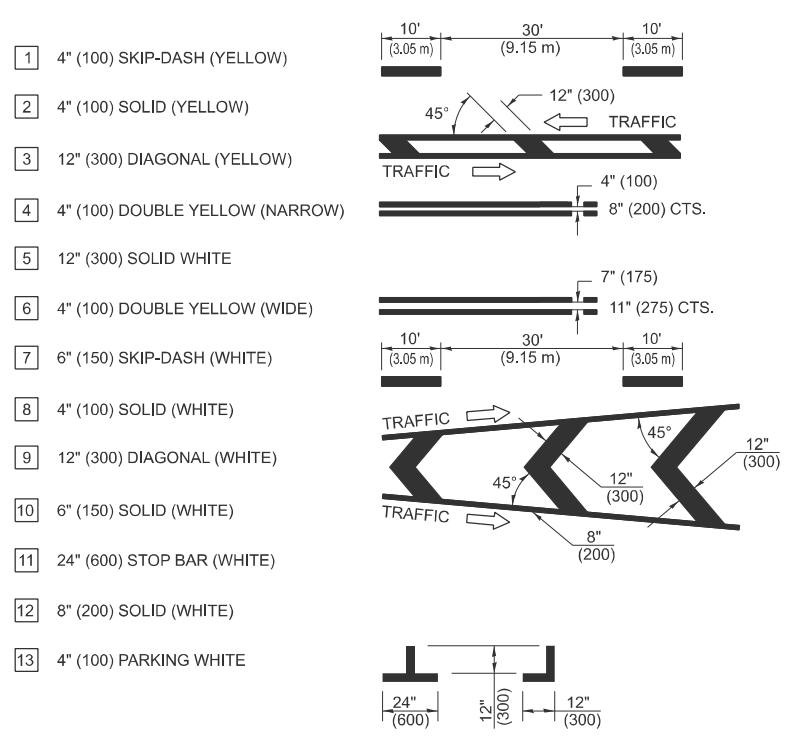 10' 30' 10'
(3.05 m) (9.15 m) (3.05 m)
1 4" (100) SKIP-DASH (YELLOW)
2 4" (100) SOLID (YELLOW)
45° 12" (300)
TRAFFIC
3 12" (300) DIAGONAL (YELLOW)
TRAFFIC
4" (100)
4 4" (100) DOUBLE YELLOW (NARROW)
8" (200) CTS.
5 12" (300) SOLID WHITE
7" (175)
6 4" (100) DOUBLE YELLOW (WIDE)
11" (275) CTS.
10' 30' 10'
7 6" (150) SKIP-DASH (WHITE)
(3.05 m) (9.15 m) (3.05 m)
8 4" (100) SOLID (WHITE)
TRAFFIC
45°
12"
(300)
9 12" (300) DIAGONAL (WHITE)
45°
12"
(300)
10 6" (150) SOLID (WHITE)
TRAFFIC
8"
(200)
11 24" (600) STOP BAR (WHITE)
12 8" (200) SOLID (WHITE)
13 4" (100) PARKING WHITE
24"
(600)
12"
(300)
12"
(300)